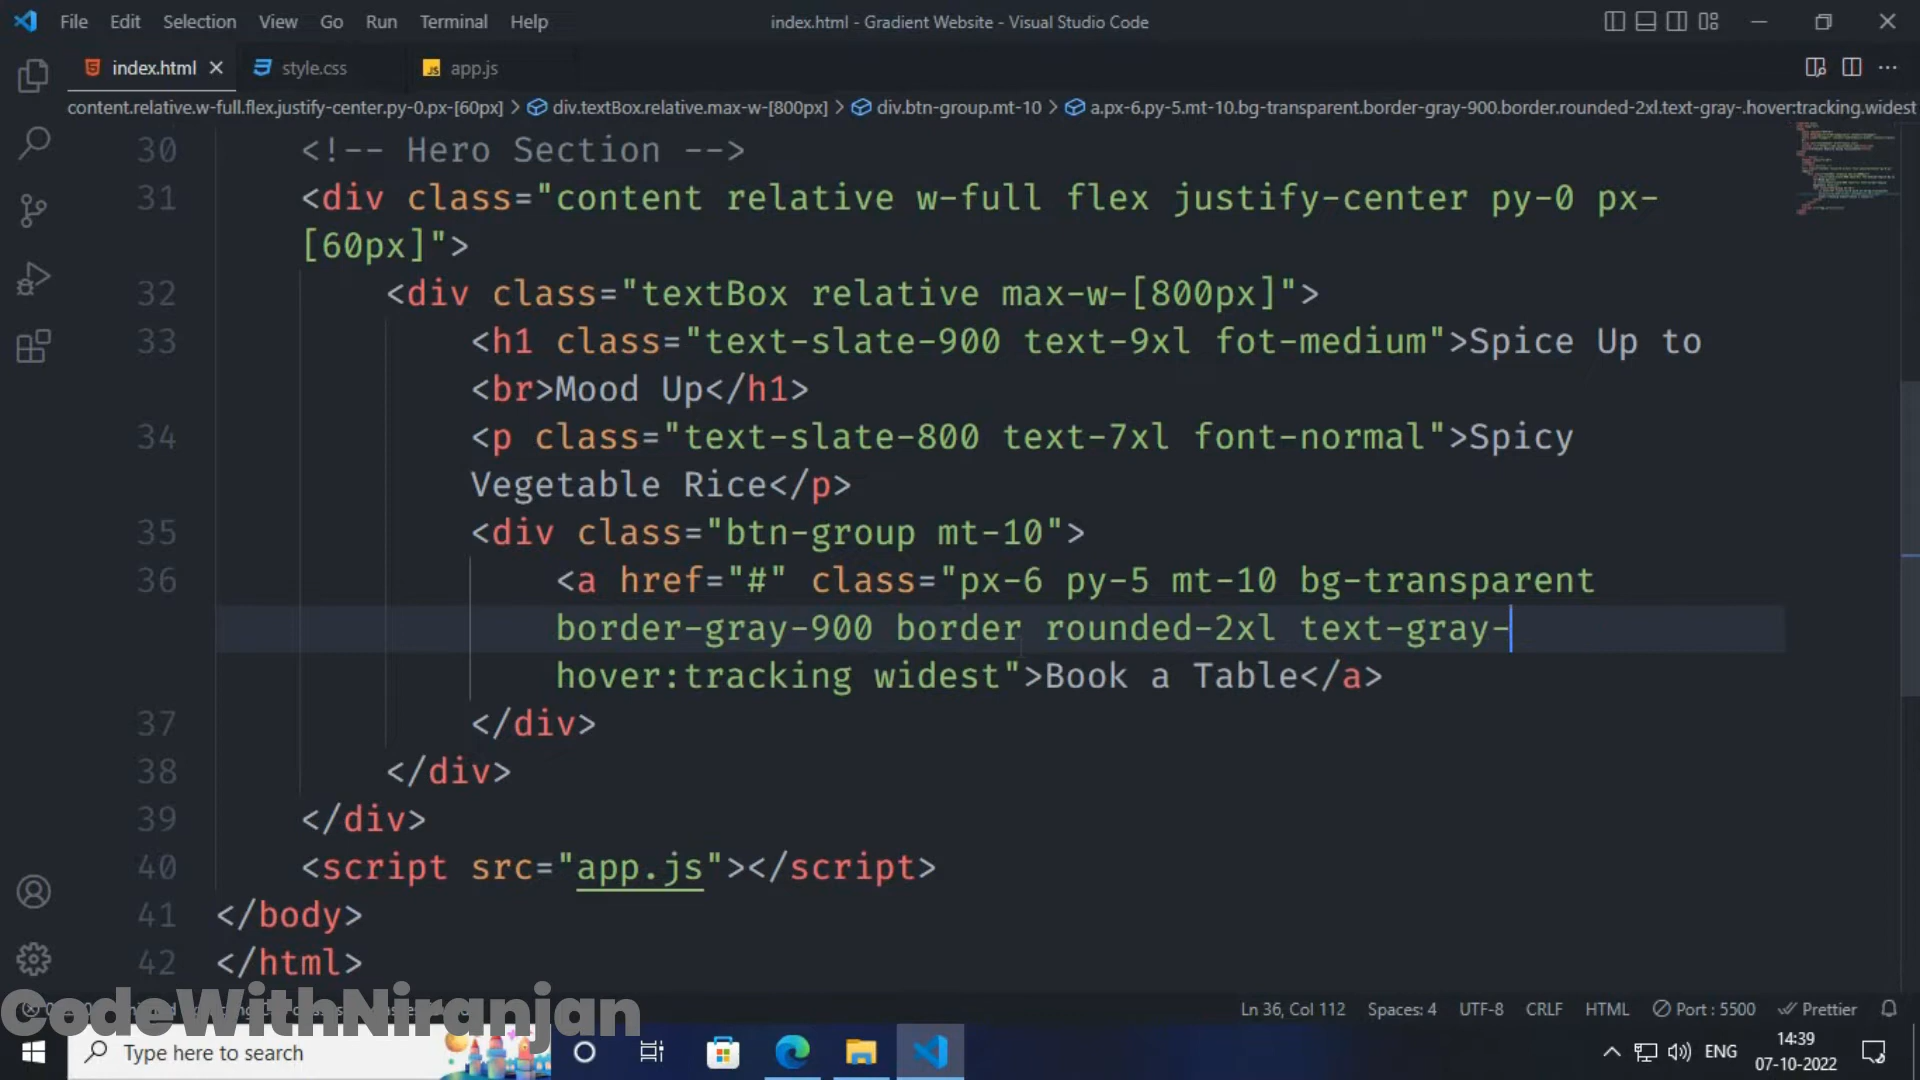 File Edit Selection View Go Run Terminal Help index.html - Gradient Website - Visual Studio Code
index.html style.css JS app.js
content.relative.w-full.flex.justify-center.py-0.px-[60px] > div.textBox.relative.max-w-[800px] > div.btn-group.mt-10 > a.px-6.py-5.mt-10.bg-transparent.border-gray-900.border.rounded-2xl.text-gray-.hover:tracking.widest
30 <!-- Hero Section -->
31 <div class="content relative w-full flex justify-center py-0 px-
[60px]">
32 <div class="textBox relative max-w-[800px]">
33 <h1 class="text-slate-900 text-9xl fot-medium">Spice Up to
<br>Mood Up</h1>
34 <p class="text-slate-800 text-7xl font-normal">Spicy
Vegetable Rice</p>
35 <div class="btn-group mt-10">
36 <a href="#" class="px-6 py-5 mt-10 bg-transparent
border-gray-900 border rounded-2xl text-gray-
hover:tracking widest">Book a Table</a>
37 </div>
38 </div>
39 </div>
40 <script src="app.js"></script>
41 </body>
42 </html>
CodeWithNiranjan
Ln 36, Col 112 Spaces: 4 UTF-8 CRLF HTML Port : 5500 Prettier
Type here to search
ENG
14:39
07-10-2022